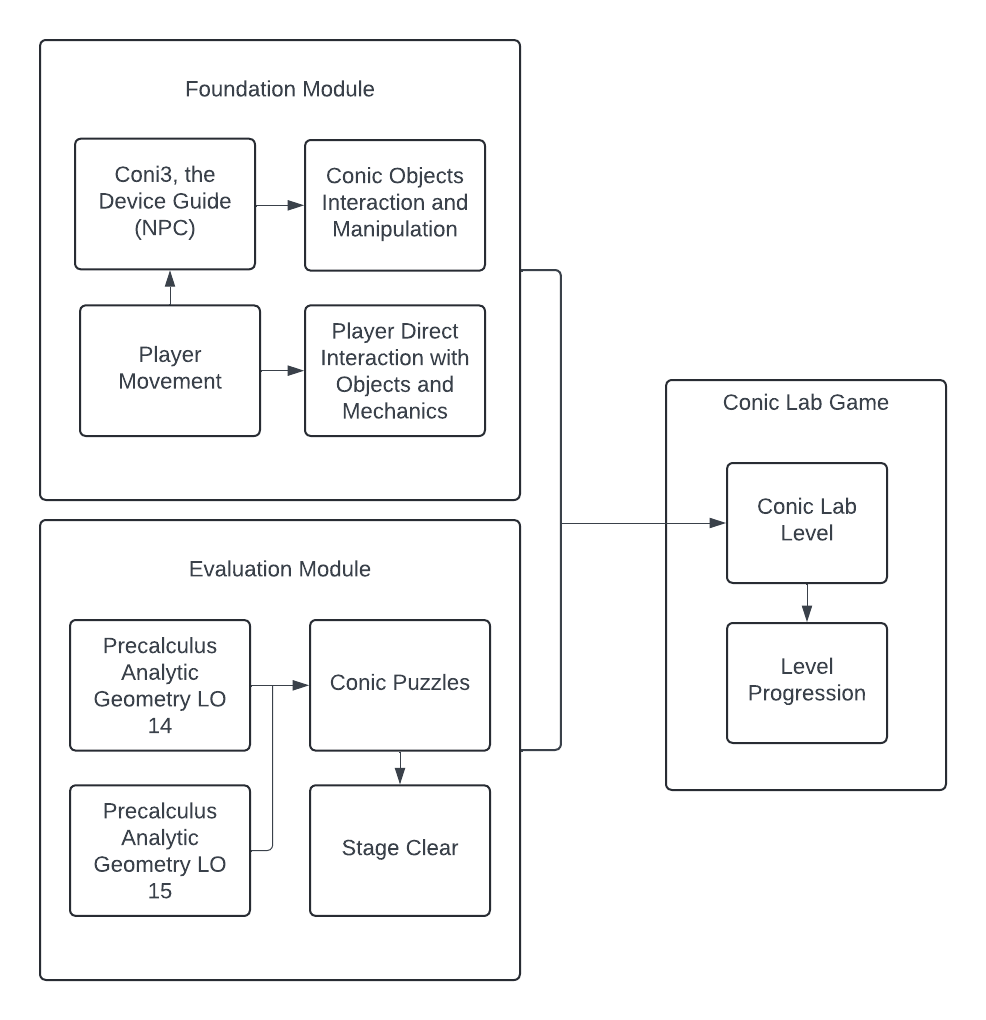 Foundation Module
Coni3, the
Device Guide
(NPC)
Conic Objects
Interaction and
Manipulation
Player
Movement
Player Direct
Interaction with
Objects and
Mechanics
Evaluation Module
Precalculus
Analytic
Geometry LO
14
Conic Puzzles
Precalculus
Analytic
Geometry LO
15
Stage Clear
Conic Lab Game
Conic Lab
Level
Level
Progression